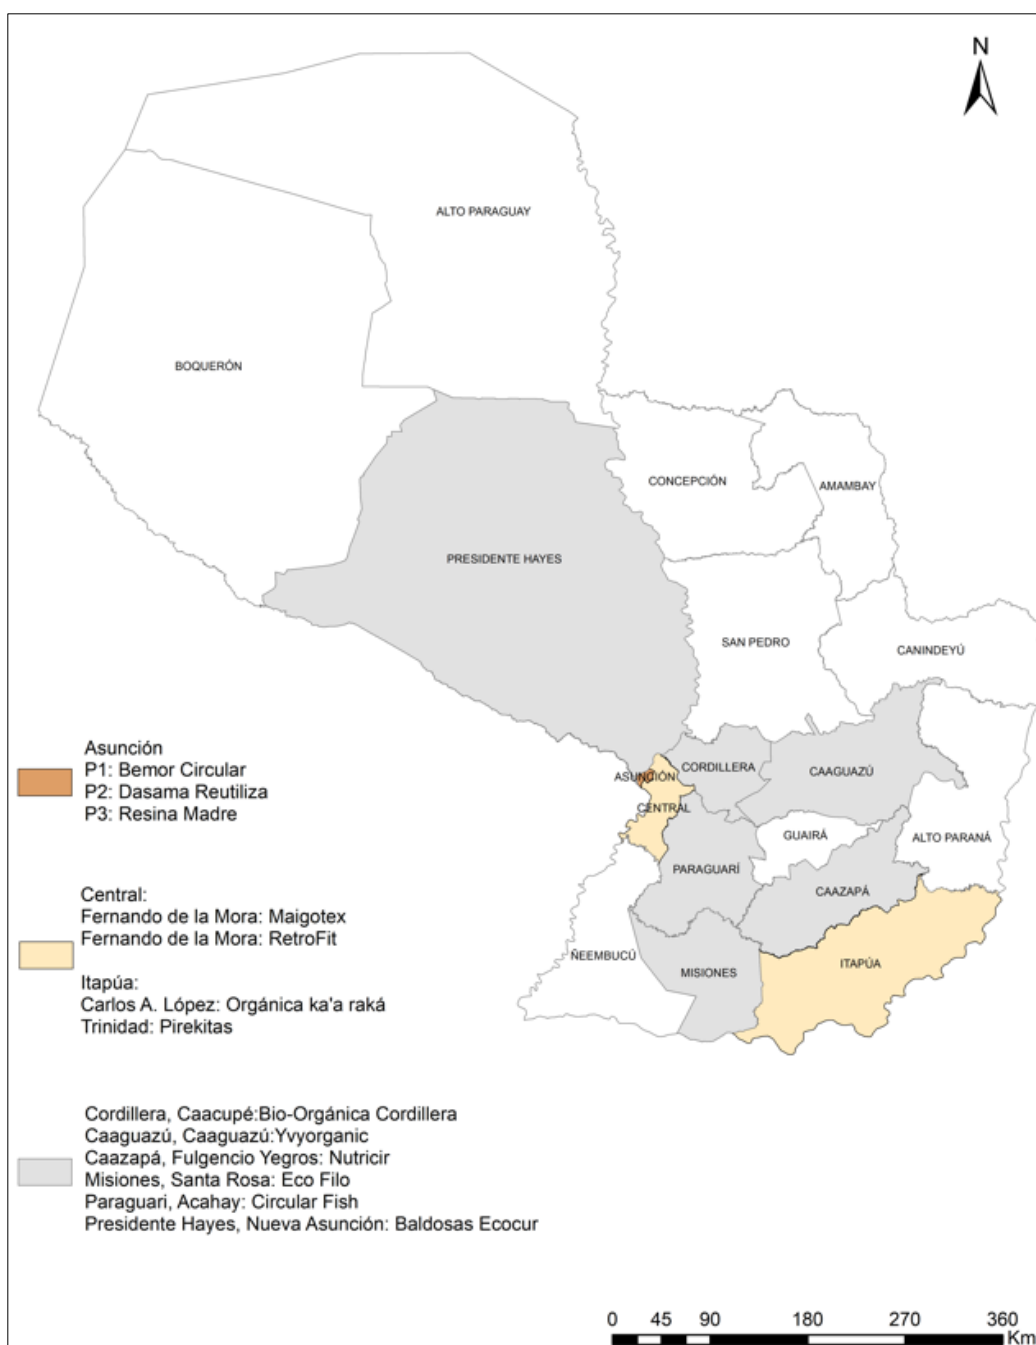 N
ALTO PARAGUAY
BOQUERÓN
CONCEPCIÓN
AMAMBAY
PRESIDENTE HAYES
SAN PEDRO
CANINDEYÚ
CORDILLERA
CAAGUAZÚ
ASUNCIÓN
CENTRAL
GUAIRÁ
ALTO PARANÁ
PARAGUARÍ
CAAZAPÁ
ÑEEMBUCÚ
MISIONES
ITAPÚA
Asunción
P1: Bemor Circular
P2: Dasama Reutiliza
P3: Resina Madre
Central:
Fernando de la Mora: Maigotex
Fernando de la Mora: RetroFit
Itapúa:
Carlos A. López: Orgánica ka'a raká
Trinidad: Pirekitas
Cordillera, Caacupé:Bio-Orgánica Cordillera
Caaguazú, Caaguazú:Yvyorganic
Caazapá, Fulgencio Yegros: Nutricir
Misiones, Santa Rosa: Eco Filo
Paraguari, Acahay: Circular Fish
Presidente Hayes, Nueva Asunción: Baldosas Ecocur
0 45 90 180 270 360
Km